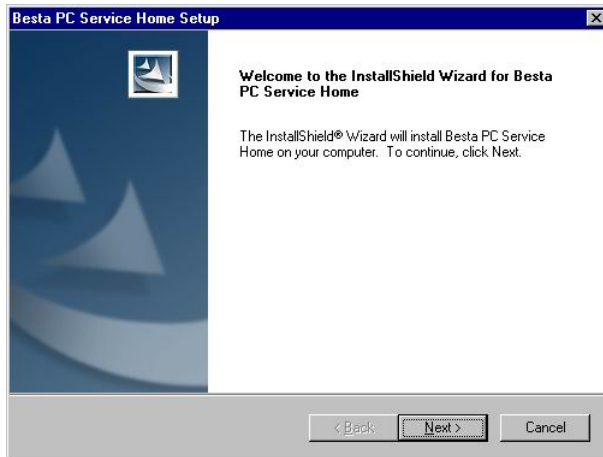 Besta PC Service Home Setup
Welcome to the InstallShield Wizard for Besta
PC Service Home
The InstallShield® Wizard will install Besta PC Service
Home on your computer. To continue, click Next.
< Back
Next >
Cancel